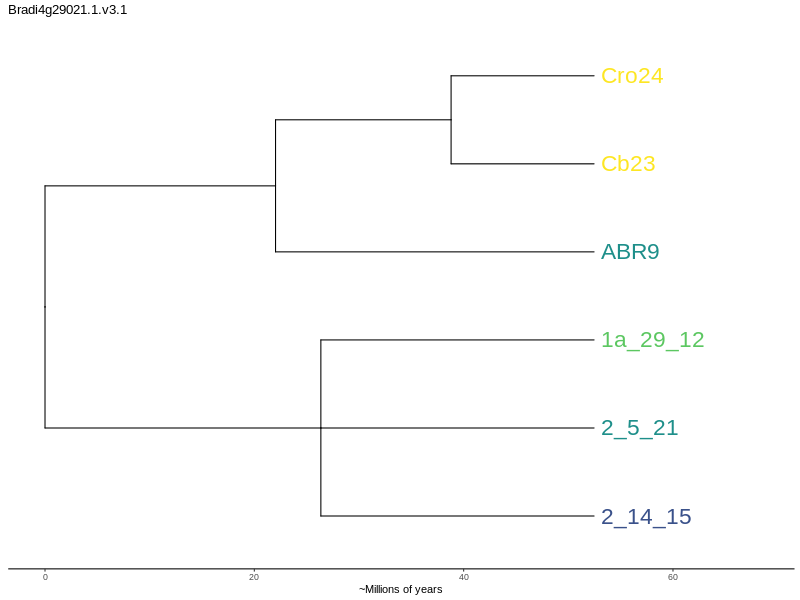 Bradi4g29021.1.v3.1
Cro24
Cb23
ABR9
1a_29_12
2_5_21
2_14_15
0 20 40 60
~Millions of years